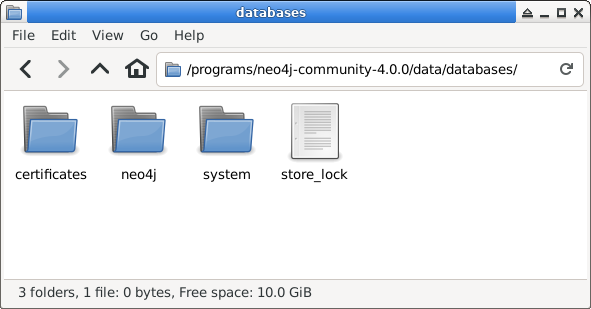 databases
File Edit View Go Help
/programs/neo4j-community-4.0.0/data/databases/
certificates neo4j system store_lock
3 folders, 1 file: 0 bytes, Free space: 10.0 GiB